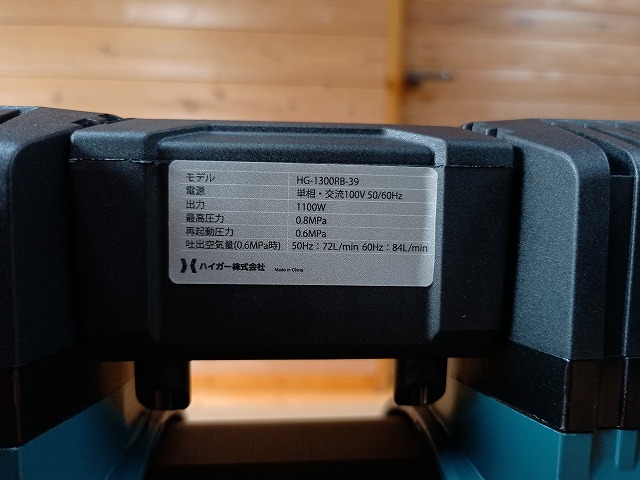 モデル HG-1300RB-39
電源 単相・交流100V 50/60Hz
出力 1100W
最高圧力 0.8MPa
再起動圧力 0.6MPa
吐出空気量(0.6MPa時) 50Hz：72L/min 60Hz：84L/min
ハイガー株式会社 Made in China